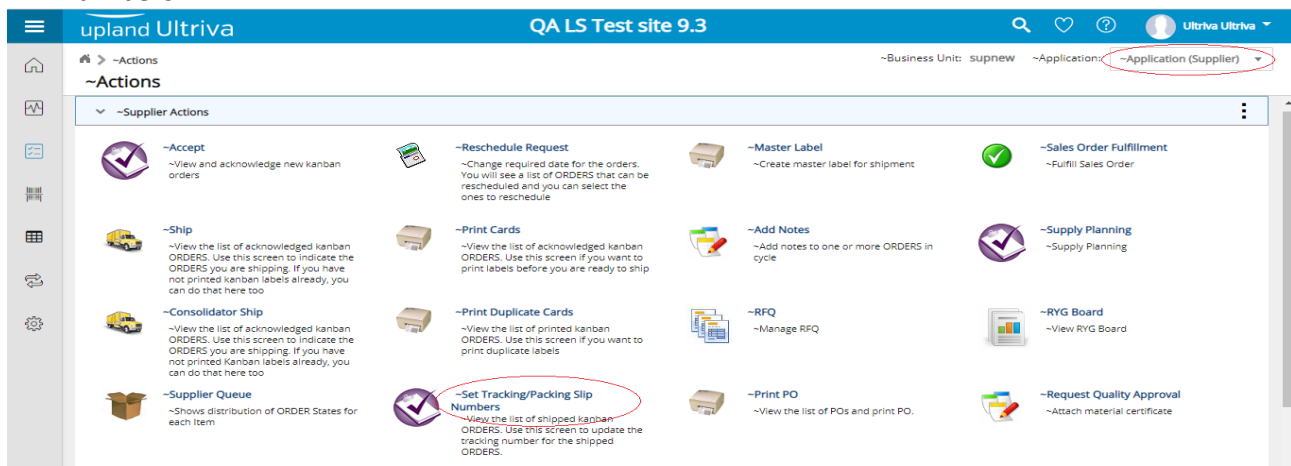 upland Ultriva
QA LS Test site 9.3
Ultriva Ultriva
~Actions
~Business Unit: supnew ~Application: ~Application (Supplier)
~Actions
~Supplier Actions
~Accept
~View and acknowledge new kanban
orders
~Reschedule Request
~Change required date for the orders.
You will see a list of ORDERS that can be
rescheduled and you can select the
ones to reschedule
~Master Label
~Create master label for shipment
~Sales Order Fulfillment
~Fulfill Sales Order
~Ship
~View the list of acknowledged kanban
ORDERS. Use this screen to indicate the
ORDERS you are shipping. If you have
not printed kanban labels already, you
can do that here too
~Print Cards
~View the list of acknowledged kanban
ORDERS. Use this screen if you want to
print labels before you are ready to ship
~Add Notes
~Add notes to one or more ORDERS in
cycle
~Supply Planning
~Supply Planning
~Consolidator Ship
~View the list of acknowledged kanban
ORDERS. Use this screen to indicate the
ORDERS you are shipping. If you have
not printed Kanban labels already, you
can do that here too
~Print Duplicate Cards
~View the list of printed kanban
ORDERS. Use this screen if you want to
print duplicate labels
~RFQ
~Manage RFQ
~RYG Board
~View RYG Board
~Supplier Queue
~Shows distribution of ORDER States for
each Item
~Set Tracking/Packing Slip
Numbers
~View the list of shipped kanban
ORDERS. Use this screen to update the
tracking number for the shipped
ORDERS.
~Print PO
~View the list of POs and print PO.
~Request Quality Approval
~Attach material certificate